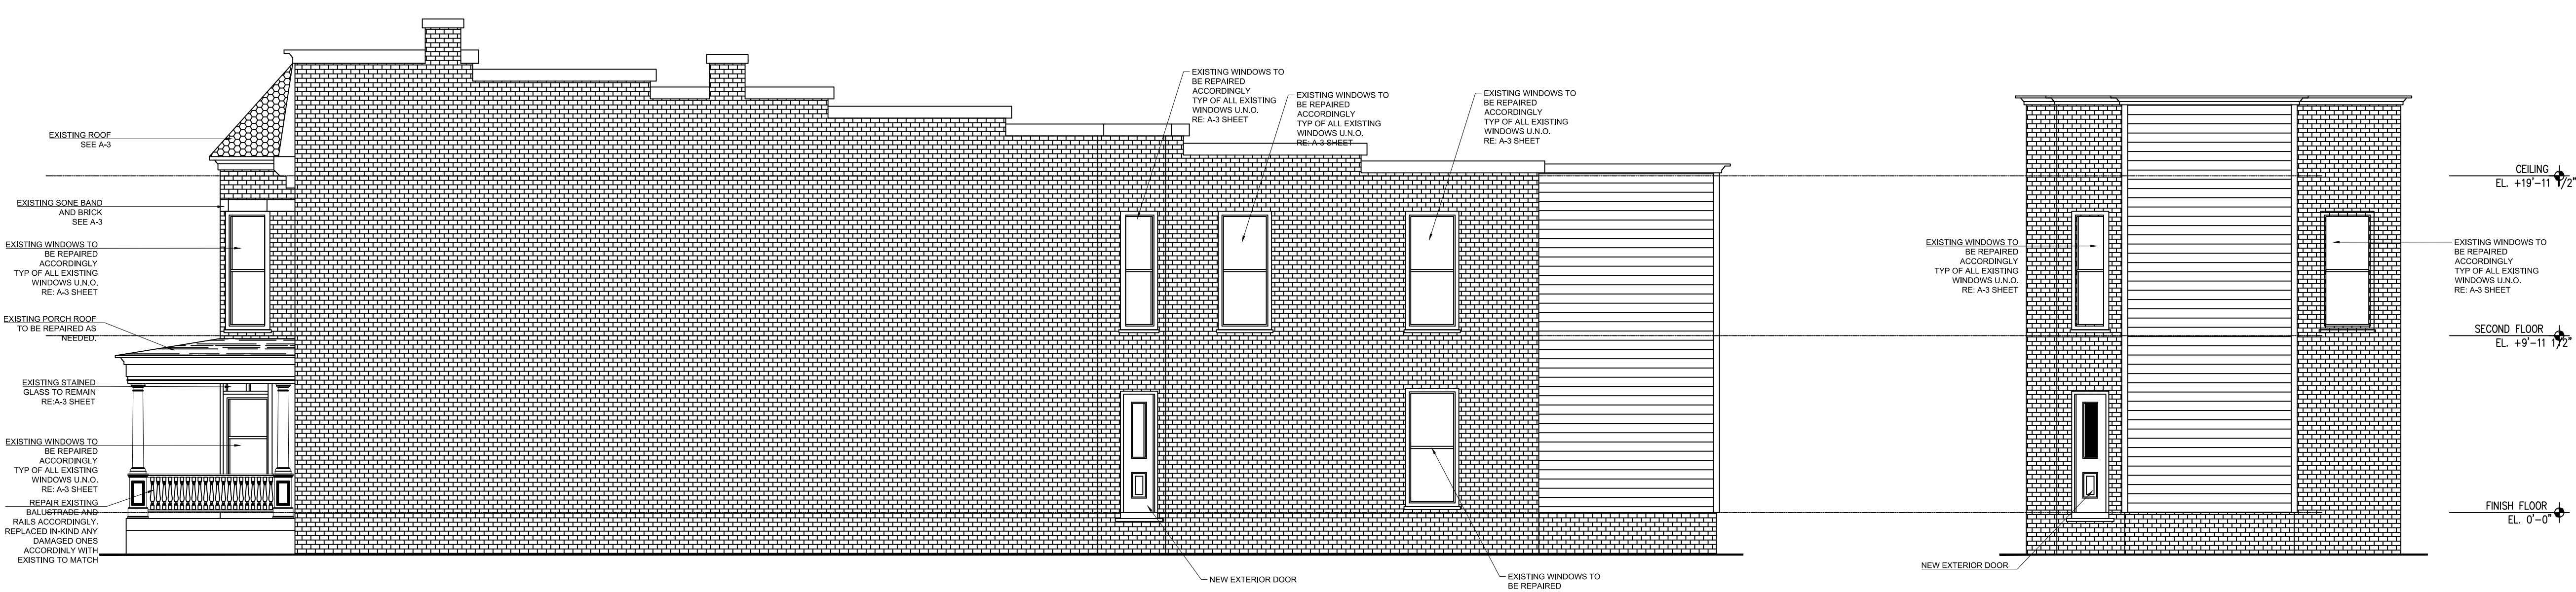 EXISTING ROOF
SEE A-3
EXISTING SONE BAND
AND BRICK
SEE A-3
EXISTING WINDOWS TO
BE REPAIRED
ACCORDINGLY
TYP OF ALL EXISTING
WINDOWS U.N.O.
RE: A-3 SHEET
EXISTING PORCH ROOF
TO BE REPAIRED AS
NEEDED.
EXISTING STAINED
GLASS TO REMAIN
RE:A-3 SHEET
EXISTING WINDOWS TO
BE REPAIRED
ACCORDINGLY
TYP OF ALL EXISTING
WINDOWS U.N.O.
RE: A-3 SHEET
REPAIR EXISTING
BALUSTRADE AND
RAILS ACCORDINGLY.
REPLACED IN-KIND ANY
DAMAGED ONES
ACCORDINLY WITH
EXISTING TO MATCH
EXISTING WINDOWS TO
BE REPAIRED
ACCORDINGLY
TYP OF ALL EXISTING
WINDOWS U.N.O.
RE: A-3 SHEET
EXISTING WINDOWS TO
BE REPAIRED
ACCORDINGLY
TYP OF ALL EXISTING
WINDOWS U.N.O.
RE: A-3 SHEET
EXISTING WINDOWS TO
BE REPAIRED
ACCORDINGLY
TYP OF ALL EXISTING
WINDOWS U.N.O.
RE: A-3 SHEET
NEW EXTERIOR DOOR
EXISTING WINDOWS TO
BE REPAIRED
EXISTING WINDOWS TO
BE REPAIRED
ACCORDINGLY
TYP OF ALL EXISTING
WINDOWS U.N.O.
RE: A-3 SHEET
NEW EXTERIOR DOOR
EXISTING WINDOWS TO
BE REPAIRED
ACCORDINGLY
TYP OF ALL EXISTING
WINDOWS U.N.O.
RE: A-3 SHEET
CEILING
EL. +19'-11 1/2"
SECOND FLOOR
EL. +9'-11 1/2"
FINISH FLOOR
EL. 0'-0"